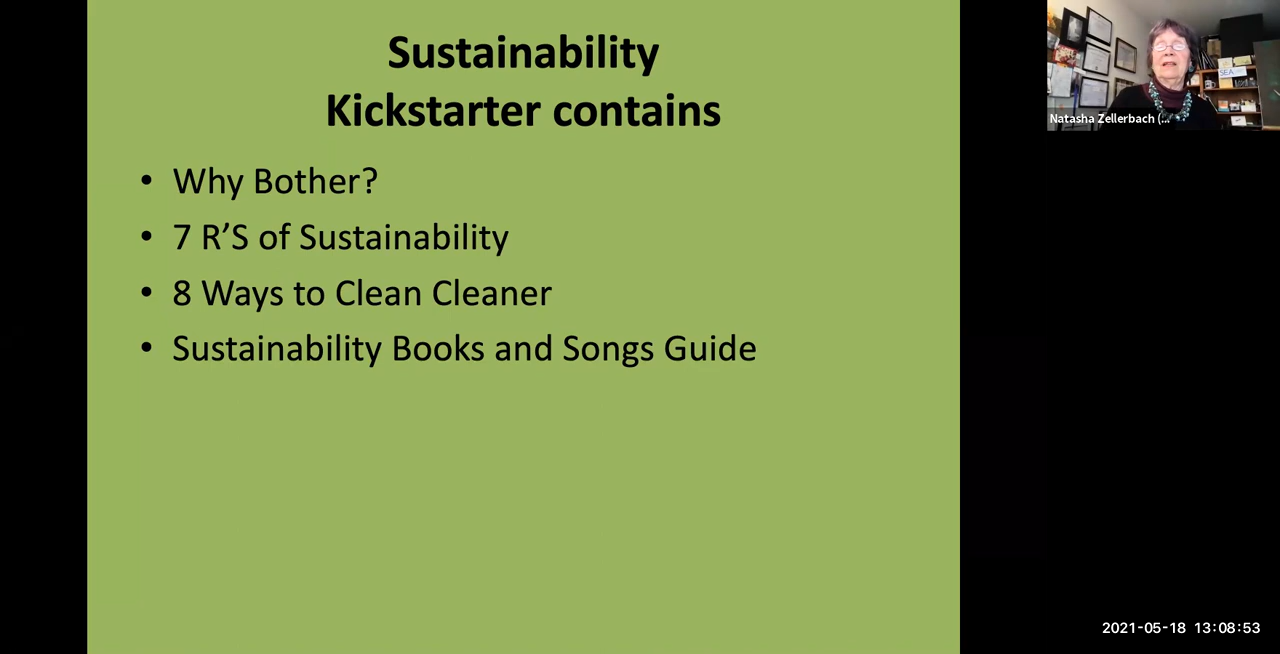 Sustainability
Kickstarter contains
• Why Bother?
• 7 R’S of Sustainability
• 8 Ways to Clean Cleaner
• Sustainability Books and Songs Guide
SEA
Natasha Zellerbach (...
2021-05-18 13:08:53